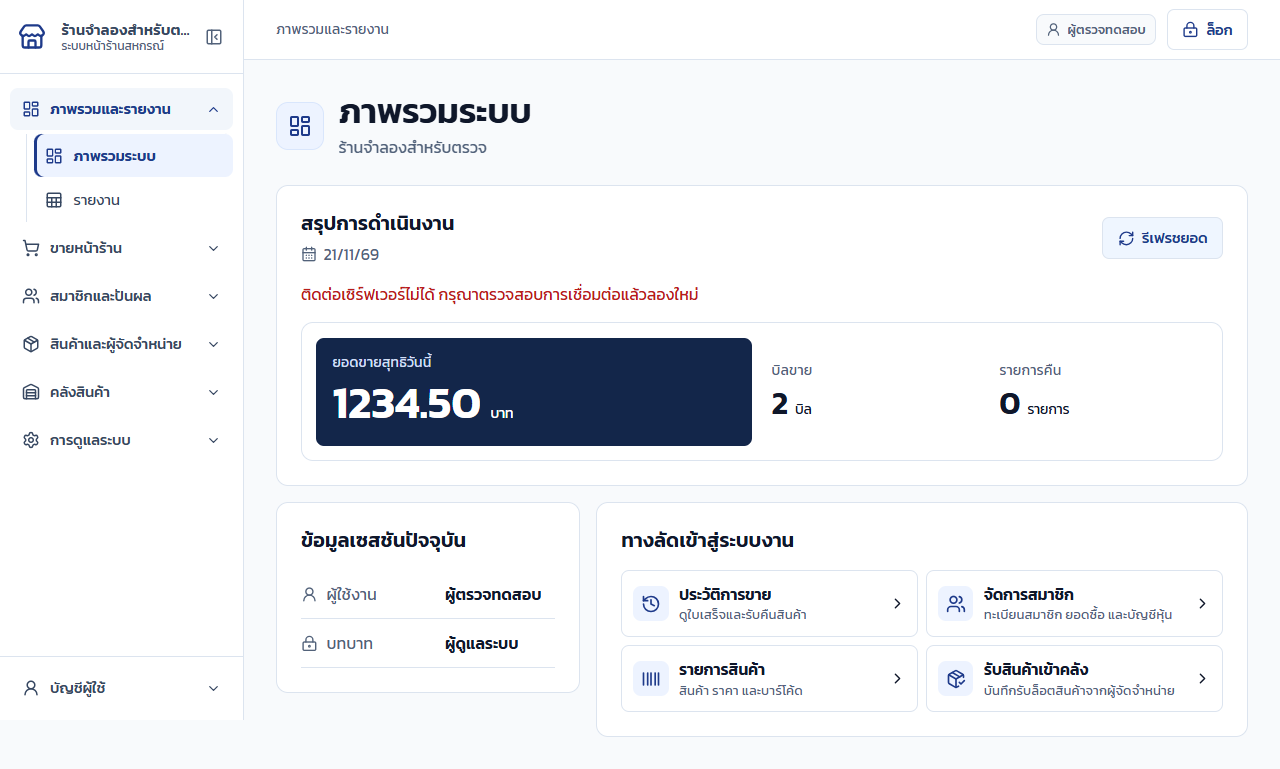 ร้านจำลองสำหรับต...
ระบบหน้าร้านสหกรณ์
ภาพรวมและรายงาน
ภาพรวมระบบ
รายงาน
ขายหน้าร้าน
สมาชิกและปันผล
สินค้าและผู้จัดจำหน่าย
คลังสินค้า
การดูแลระบบ
บัญชีผู้ใช้
ภาพรวมและรายงาน
ผู้ตรวจทดสอบ
ล็อก
ภาพรวมระบบ
ร้านจำลองสำหรับตรวจ
สรุปการดำเนินงาน
21/11/69
รีเฟรชยอด
ติดต่อเซิร์ฟเวอร์ไม่ได้ กรุณาตรวจสอบการเชื่อมต่อแล้วลองใหม่
ยอดขายสุทธิวันนี้
1234.50 บาท
บิลขาย
2 บิล
รายการคืน
0 รายการ
ข้อมูลเซสชันปัจจุบัน
ผู้ใช้งาน ผู้ตรวจทดสอบ
บทบาท ผู้ดูแลระบบ
ทางลัดเข้าสู่ระบบงาน
ประวัติการขาย
ดูใบเสร็จและรับคืนสินค้า
จัดการสมาชิก
ทะเบียนสมาชิก ยอดซื้อ และบัญชีหุ้น
รายการสินค้า
สินค้า ราคา และบาร์โค้ด
รับสินค้าเข้าคลัง
บันทึกรับล็อตสินค้าจากผู้จัดจำหน่าย